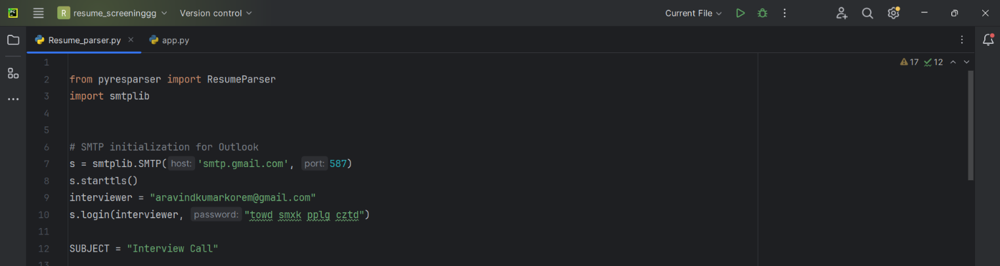 PC
R resume_screeninggg Version control Current File
Resume_parser.py app.py
17 12
1
2 from pyresparser import ResumeParser
3 import smtplib
4
5
6 # SMTP initialization for Outlook
7 s = smtplib.SMTP( host: 'smtp.gmail.com', port: 587)
8 s.starttls()
9 interviewer = "aravindkumarkorem@gmail.com"
10 s.login(interviewer, password: "towd smxk pplg cztd")
11
12 SUBJECT = "Interview Call"
13